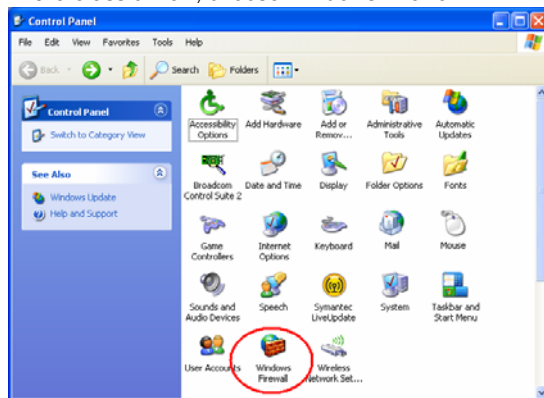 Control Panel
File Edit View Favorites Tools Help
Back Search Folders
Control Panel
Switch to Category View
See Also
Windows Update
Help and Support
Accessibility Options
Add Hardware
Add or Remov...
Administrative Tools
Automatic Updates
Broadcom Control Suite 2
Date and Time
Display
Folder Options
Fonts
Game Controllers
Internet Options
Keyboard
Mail
Mouse
Sounds and Audio Devices
Speech
Symantec LiveUpdate
System
Taskbar and Start Menu
User Accounts
Windows Firewall
Wireless Network Set...